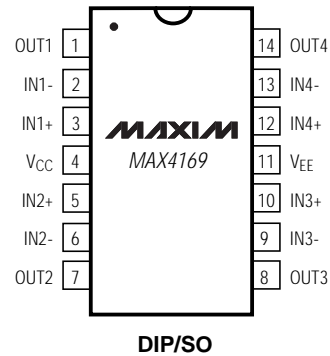 OUT1 1 14 OUT4
IN1- 2 13 IN4-
IN1+ 3 MAXIM 12 IN4+
VCC 4 MAX4169 11 VEE
IN2+ 5 10 IN3+
IN2- 6 9 IN3-
OUT2 7 8 OUT3
DIP/SO